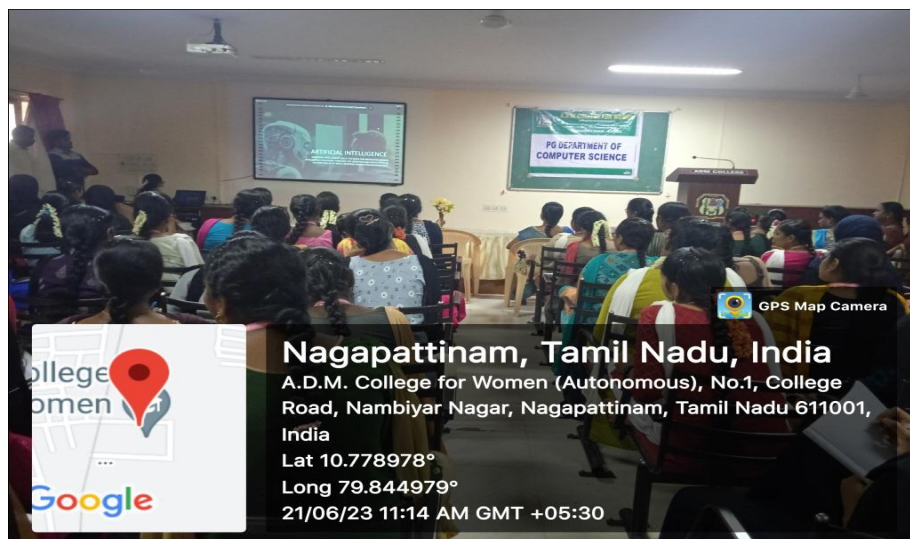 ARTIFICIAL INTELLIGENCE
PG DEPARTMENT OF
COMPUTER SCIENCE
ADM COLLEGE
GPS Map Camera
ollege
omen
Google
Nagapattinam, Tamil Nadu, India
A.D.M. College for Women (Autonomous), No.1, College
Road, Nambiyar Nagar, Nagapattinam, Tamil Nadu 611001,
India
Lat 10.778978°
Long 79.844979°
21/06/23 11:14 AM GMT +05:30